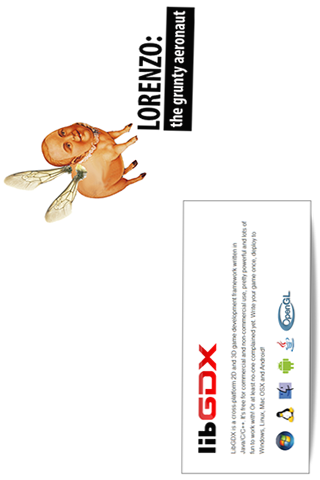 LORENZO:
the grunty aeronaut
libGDX
LibGDX is a cross-platform 2D and 3D game development framework written in
Java/C/C++. It's free for commercial and non-commercial use, pretty powerful and lots of
fun to work with! Or at least no-one complained yet. Write your game once, deploy to
Windows, Linux, Mac OSX and Android!
OpenGL